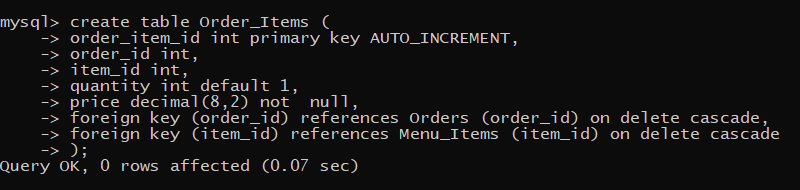 mysql> create table Order_Items (
    -> order_item_id int primary key AUTO_INCREMENT,
    -> order_id int,
    -> item_id int,
    -> quantity int default 1,
    -> price decimal(8,2) not  null,
    -> foreign key (order_id) references Orders (order_id) on delete cascade,
    -> foreign key (item_id) references Menu_Items (item_id) on delete cascade
    -> );
Query OK, 0 rows affected (0.07 sec)